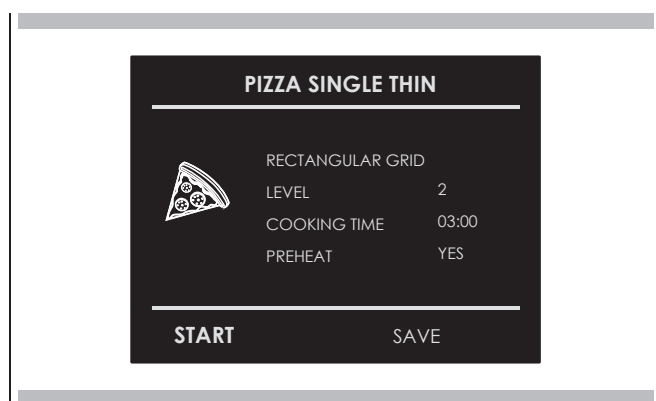 PIZZA SINGLE THIN
RECTANGULAR GRID
LEVEL 2
COOKING TIME 03:00
PREHEAT YES
START SAVE